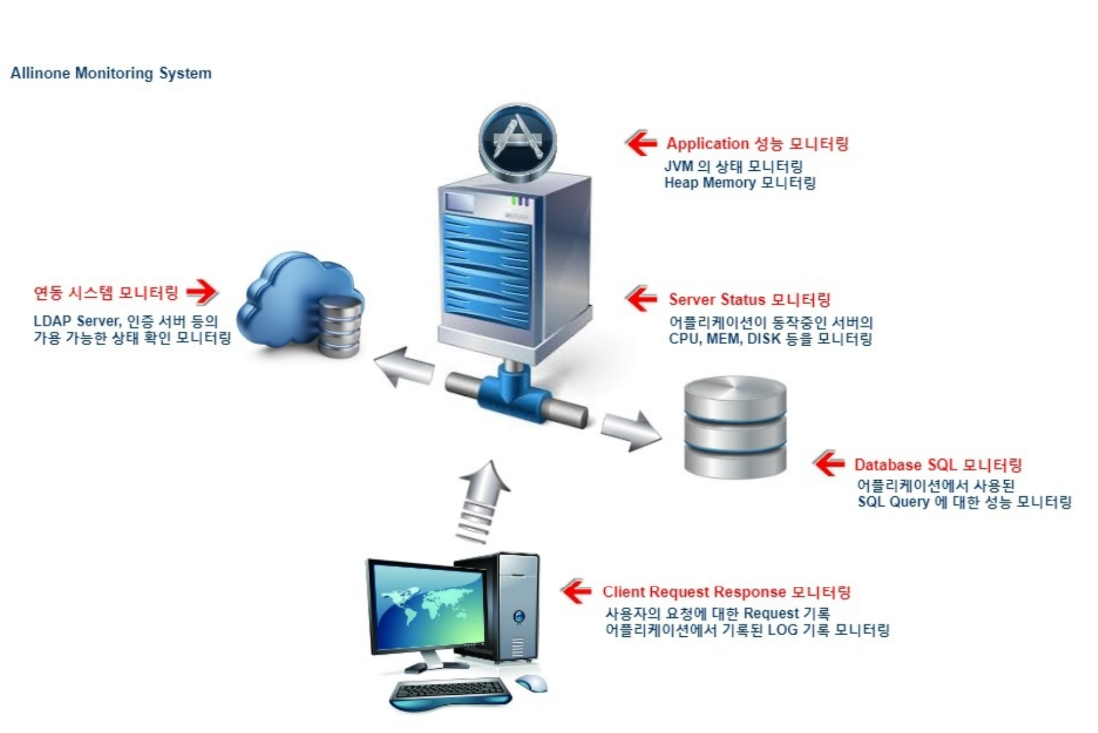 Allinone Monitoring System
Application 성능 모니터링
JVM 의 상태 모니터링
Heap Memory 모니터링
연동 시스템 모니터링
LDAP Server, 인증 서버 등의
가용 가능한 상태 확인 모니터링
Server Status 모니터링
어플리케이션이 동작중인 서버의
CPU, MEM, DISK 등을 모니터링
Database SQL 모니터링
어플리케이션에서 사용된
SQL Query 에 대한 성능 모니터링
Client Request Response 모니터링
사용자의 요청에 대한 Request 기록
어플리케이션에서 기록된 LOG 기록 모니터링